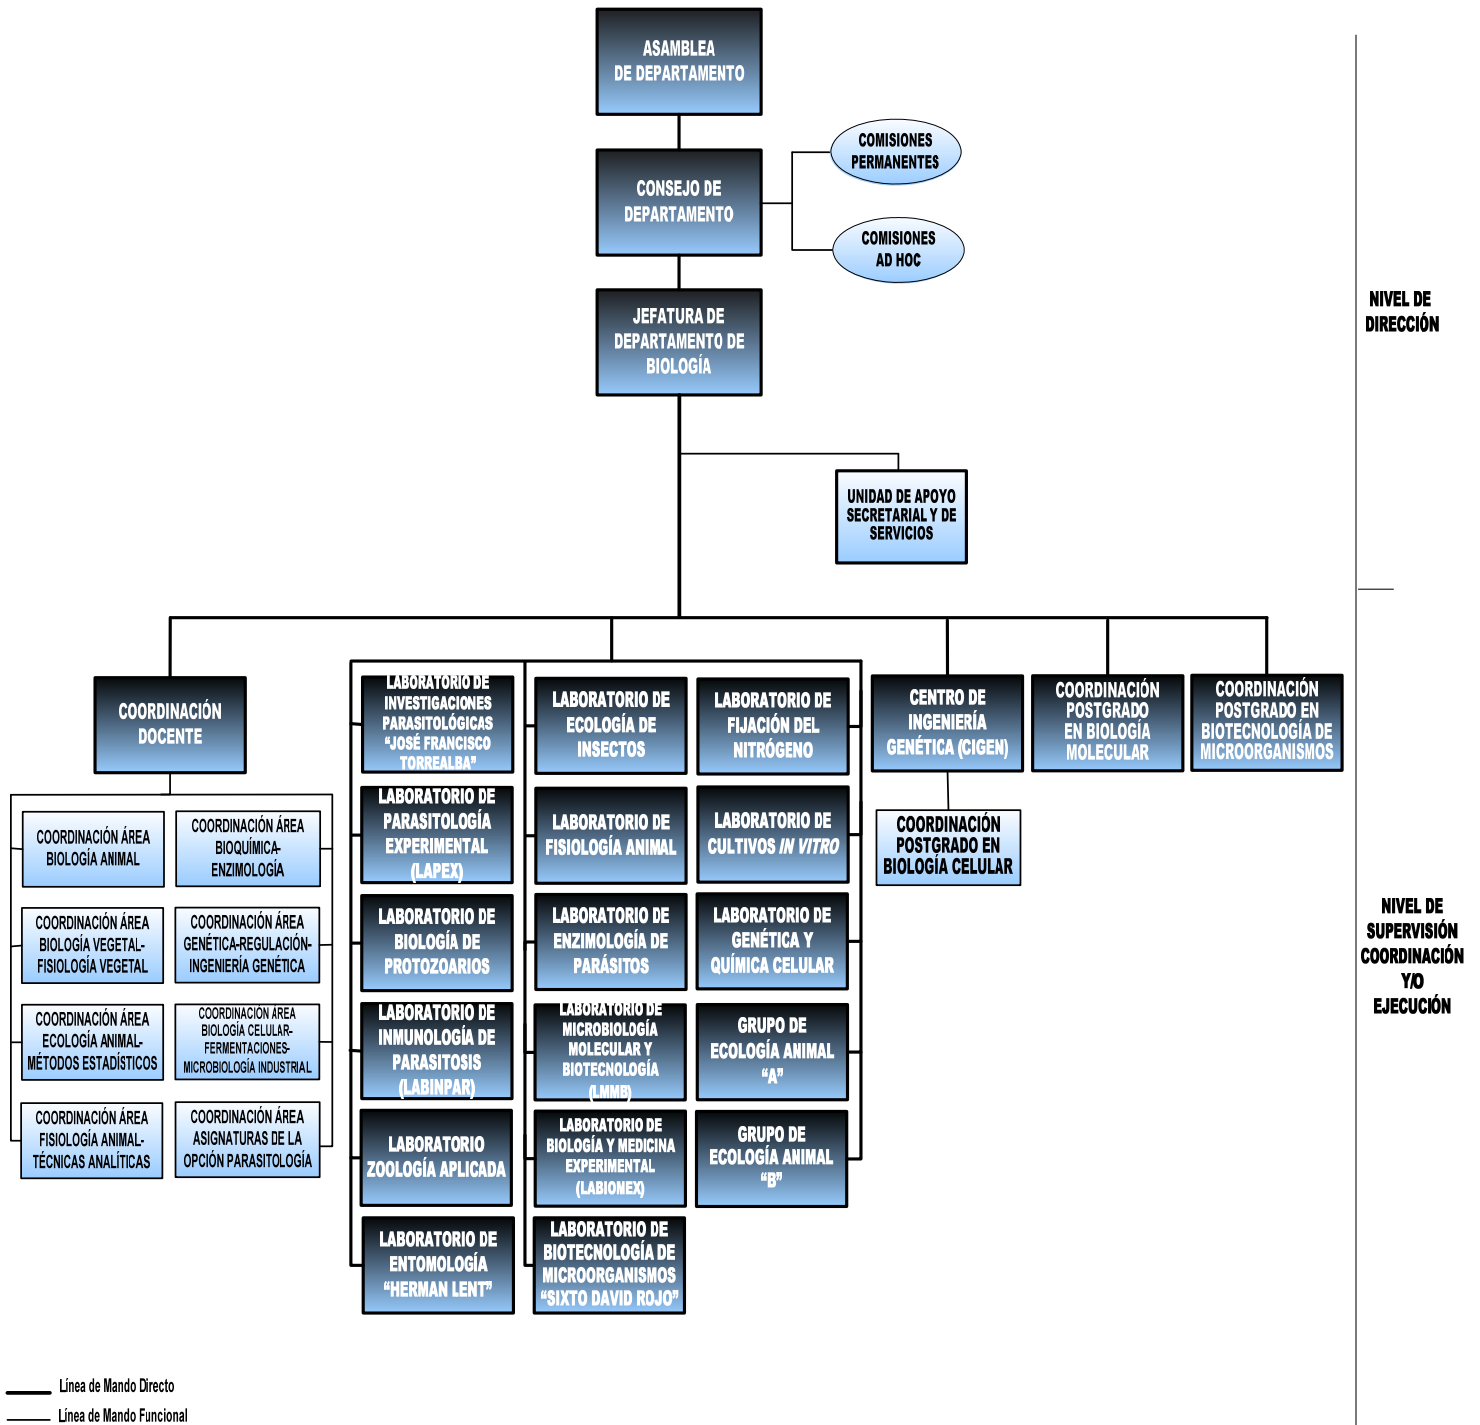 ASAMBLEA
DE DEPARTAMENTO
CONSEJO DE
DEPARTAMENTO
COMISIONES
PERMANENTES
COMISIONES
AD HOC
JEFATURA DE
DEPARTAMENTO DE
BIOLOGÍA
NIVEL DE
DIRECCIÓN
UNIDAD DE APOYO
SECRETARIAL Y DE
SERVICIOS
COORDINACIÓN
DOCENTE
LABORATORIO DE
INVESTIGACIONES
PARASITOLÓGICAS
“JOSÉ FRANCISCO
TORREALBA”
LABORATORIO DE
ECOLOGÍA DE
INSECTOS
LABORATORIO DE
FIJACIÓN DEL
NITRÓGENO
CENTRO DE
INGENIERÍA
GENÉTICA (CIGEN)
COORDINACIÓN
POSTGRADO
EN BIOLOGÍA
MOLECULAR
COORDINACIÓN
POSTGRADO EN
BIOTECNOLOGÍA DE
MICROORGANISMOS
COORDINACIÓN ÁREA
BIOLOGÍA ANIMAL
COORDINACIÓN ÁREA
BIOQUÍMICA-
ENZIMOLOGÍA
LABORATORIO DE
PARASITOLOGÍA
EXPERIMENTAL
(LAPEX)
LABORATORIO DE
FISIOLOGÍA ANIMAL
LABORATORIO DE
CULTIVOS IN VITRO
COORDINACIÓN
POSTGRADO EN
BIOLOGÍA CELULAR
COORDINACIÓN ÁREA
BIOLOGÍA VEGETAL-
FISIOLOGÍA VEGETAL
COORDINACIÓN ÁREA
GENÉTICA-REGULACIÓN-
INGENIERÍA GENÉTICA
LABORATORIO DE
BIOLOGÍA DE
PROTOZOARIOS
LABORATORIO DE
ENZIMOLOGÍA DE
PARÁSITOS
LABORATORIO DE
GENÉTICA Y
QUÍMICA CELULAR
NIVEL DE
SUPERVISIÓN
COORDINACIÓN
Y/O
EJECUCIÓN
COORDINACIÓN ÁREA
ECOLOGÍA ANIMAL-
MÉTODOS ESTADÍSTICOS
COORDINACIÓN ÁREA
BIOLOGÍA CELULAR-
FERMENTACIONES-
MICROBIOLOGÍA INDUSTRIAL
LABORATORIO DE
INMUNOLOGÍA DE
PARASITOSIS
(LABINPAR)
LABORATORIO DE
MICROBIOLOGÍA
MOLECULAR Y
BIOTECNOLOGÍA
(LMMB)
GRUPO DE
ECOLOGÍA ANIMAL
“A”
COORDINACIÓN ÁREA
FISIOLOGÍA ANIMAL-
TÉCNICAS ANALÍTICAS
COORDINACIÓN ÁREA
ASIGNATURAS DE LA
OPCIÓN PARASITOLOGÍA
LABORATORIO
ZOOLOGÍA APLICADA
LABORATORIO DE
BIOLOGÍA Y MEDICINA
EXPERIMENTAL
(LABIOMEX)
GRUPO DE
ECOLOGÍA ANIMAL
“B”
LABORATORIO DE
ENTOMOLOGÍA
“HERMAN LENT”
LABORATORIO DE
BIOTECNOLOGÍA DE
MICROORGANISMOS
“SIXTO DAVID ROJO”
Línea de Mando Directo
Línea de Mando Funcional